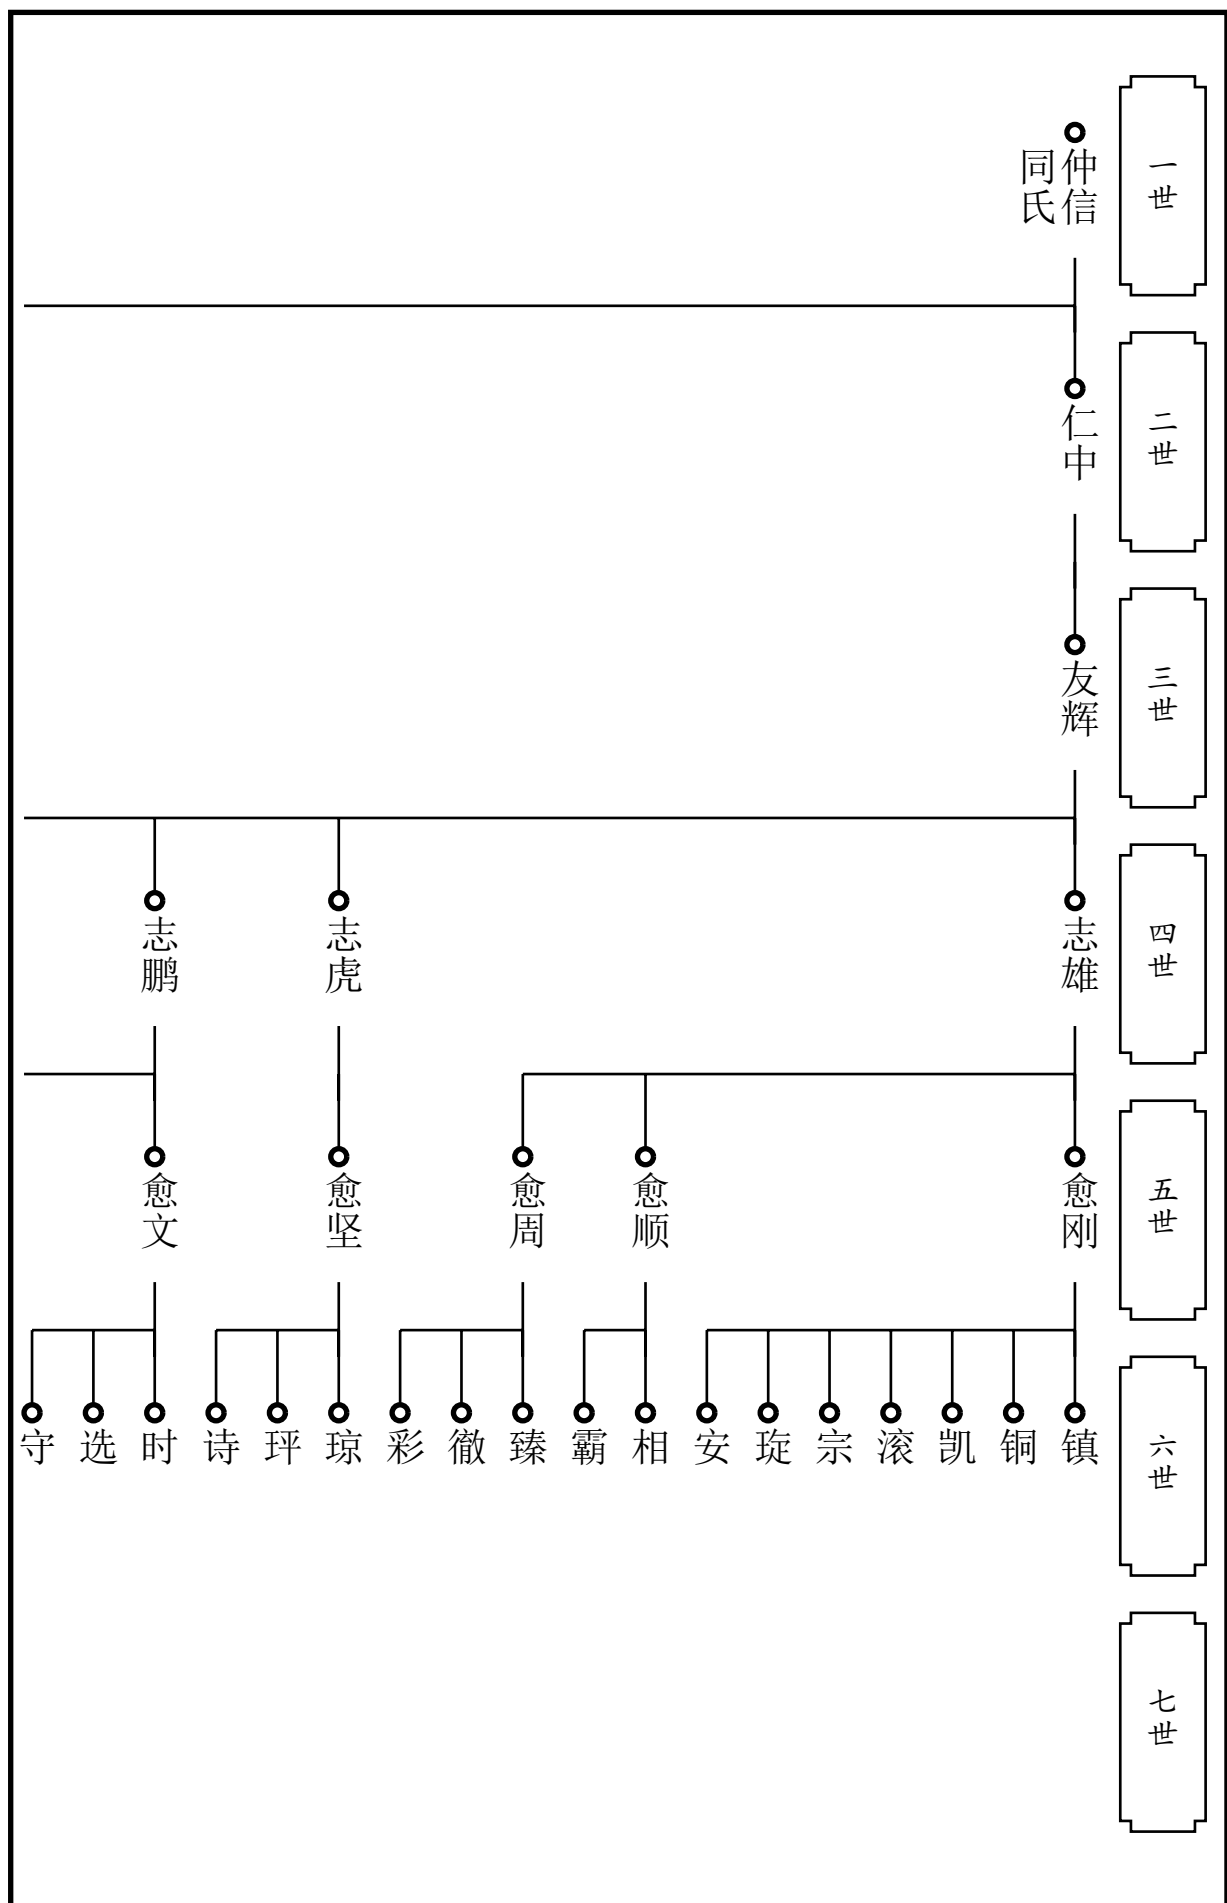 一世
仲信
同氏
二世
仁中
三世
友辉
四世
志雄
志虎
志鹏
五世
愈刚
愈顺
愈周
愈坚
愈文
六世
镇
铜
凯
滚
宗
琁
安
相
霸
臻
徹
彩
琼
玶
诗
时
选
守
七世